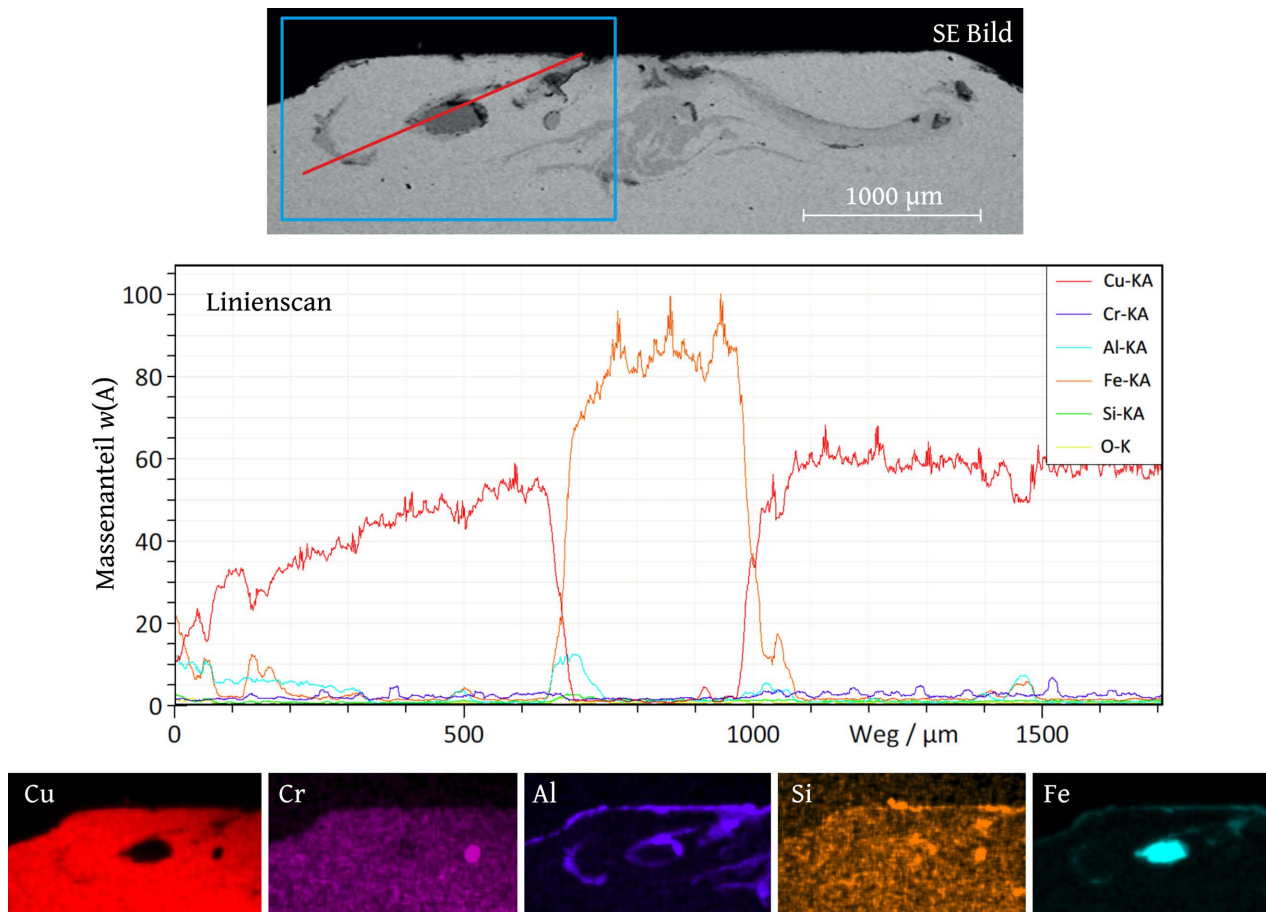 SE Bild
1000 µm
Linienscan
Massenanteil w(A)
100
80
60
40
20
0
0
500
1000
Weg / µm
1500
Cu-KA
Cr-KA
Al-KA
Fe-KA
Si-KA
O-K
Cu
Cr
Al
Si
Fe